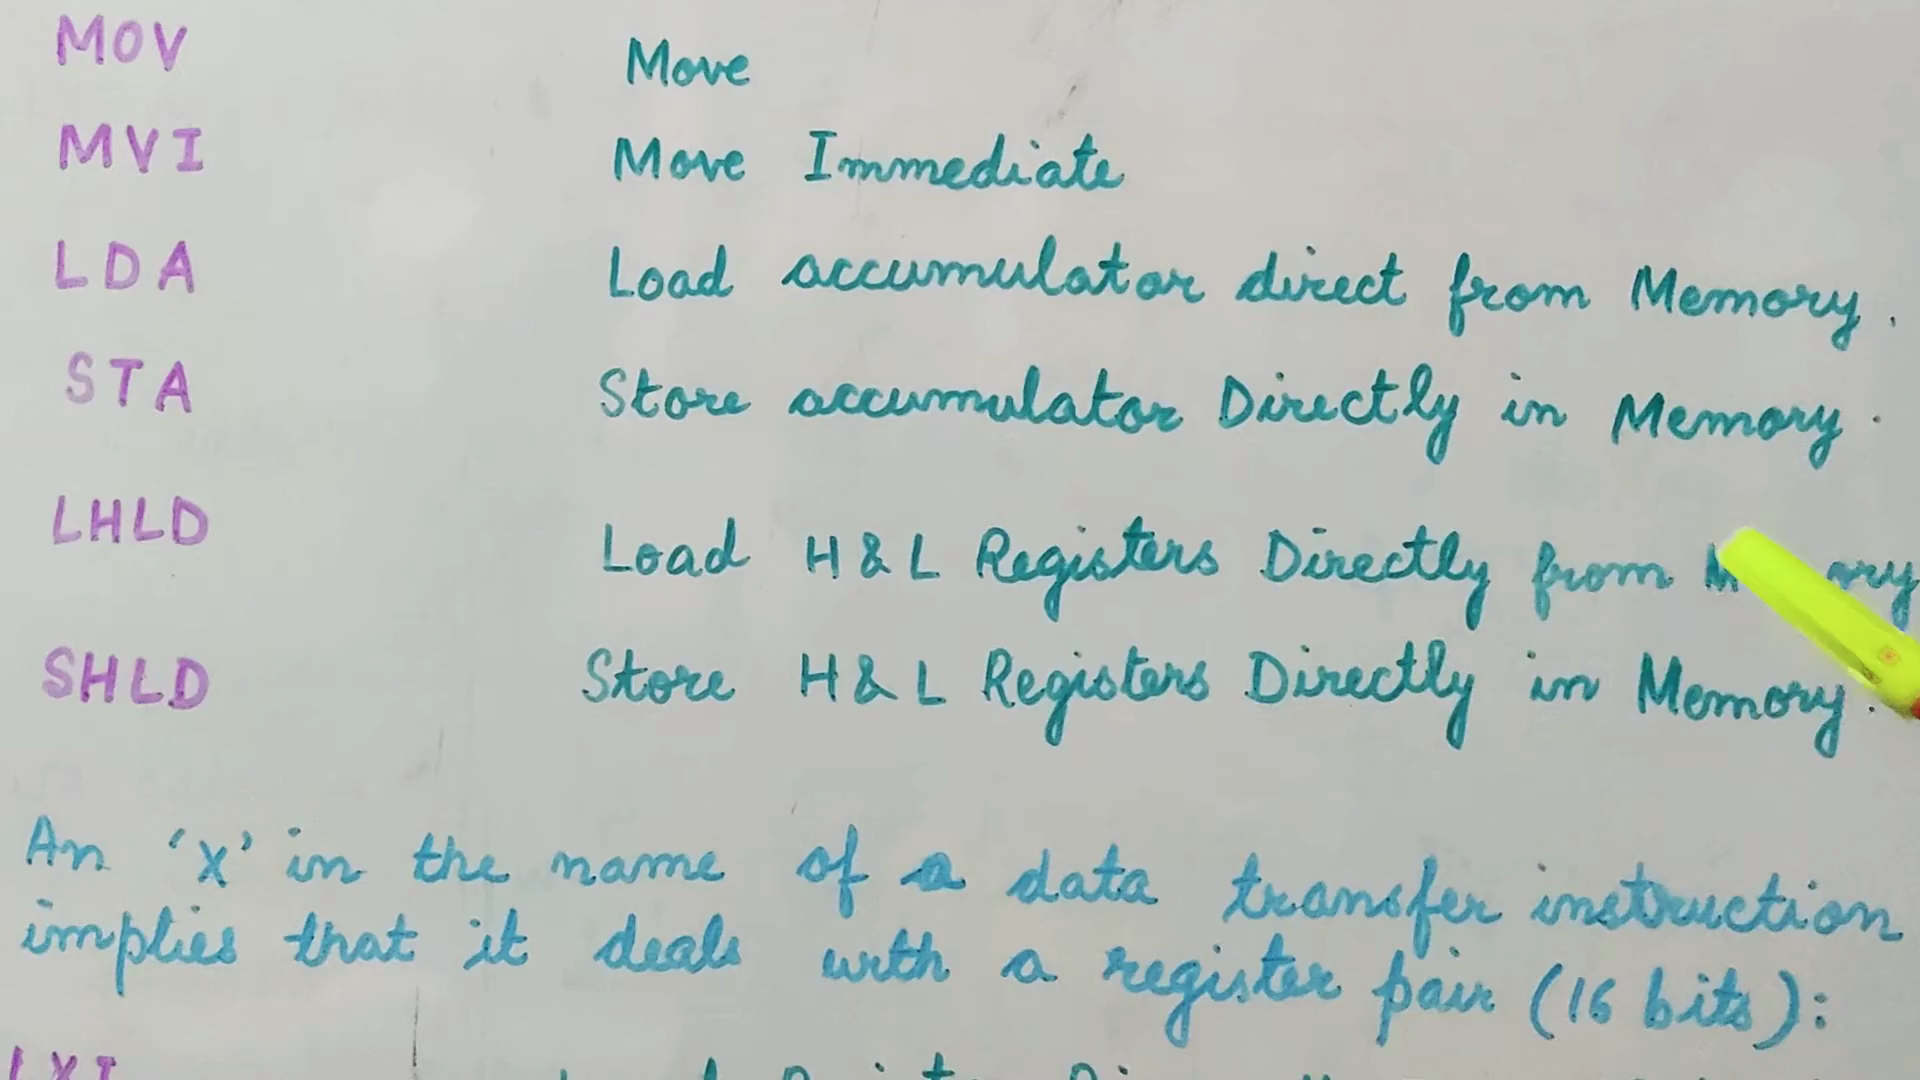 MOV Move
MVI Move Immediate
LDA Load accumulator direct from Memory.
STA Store accumulator Directly in Memory.
LHLD Load H & L Registers Directly from
SHLD Store H & L Registers Directly in Memory.
An 'X' in the name of a data transfer instruction
implies that it deals with a register pair (16 bits):
LXI